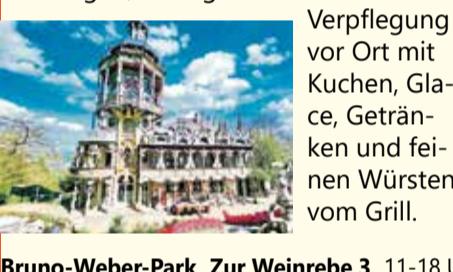 Verpflegung
vor Ort mit
Kuchen, Gla-
ce, Geträn-
ken und fei-
nen Würsten
vom Grill.
Bruno-Weber-Park, Zur Weinrebe 3, 11-18 U